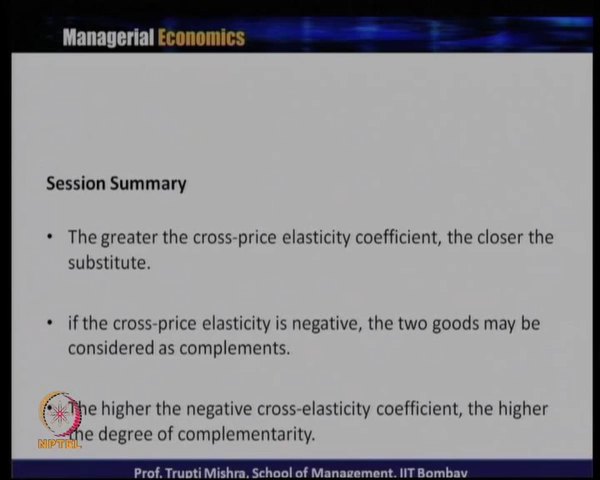 Managerial Economics
Session Summary
• The greater the cross-price elasticity coefficient, the closer the
substitute.
• if the cross-price elasticity is negative, the two goods may be
considered as complements.
• The higher the negative cross-elasticity coefficient, the higher
the degree of complementarity.
NPTEL
Prof. Trupti Mishra, School of Management, IIT Bombay